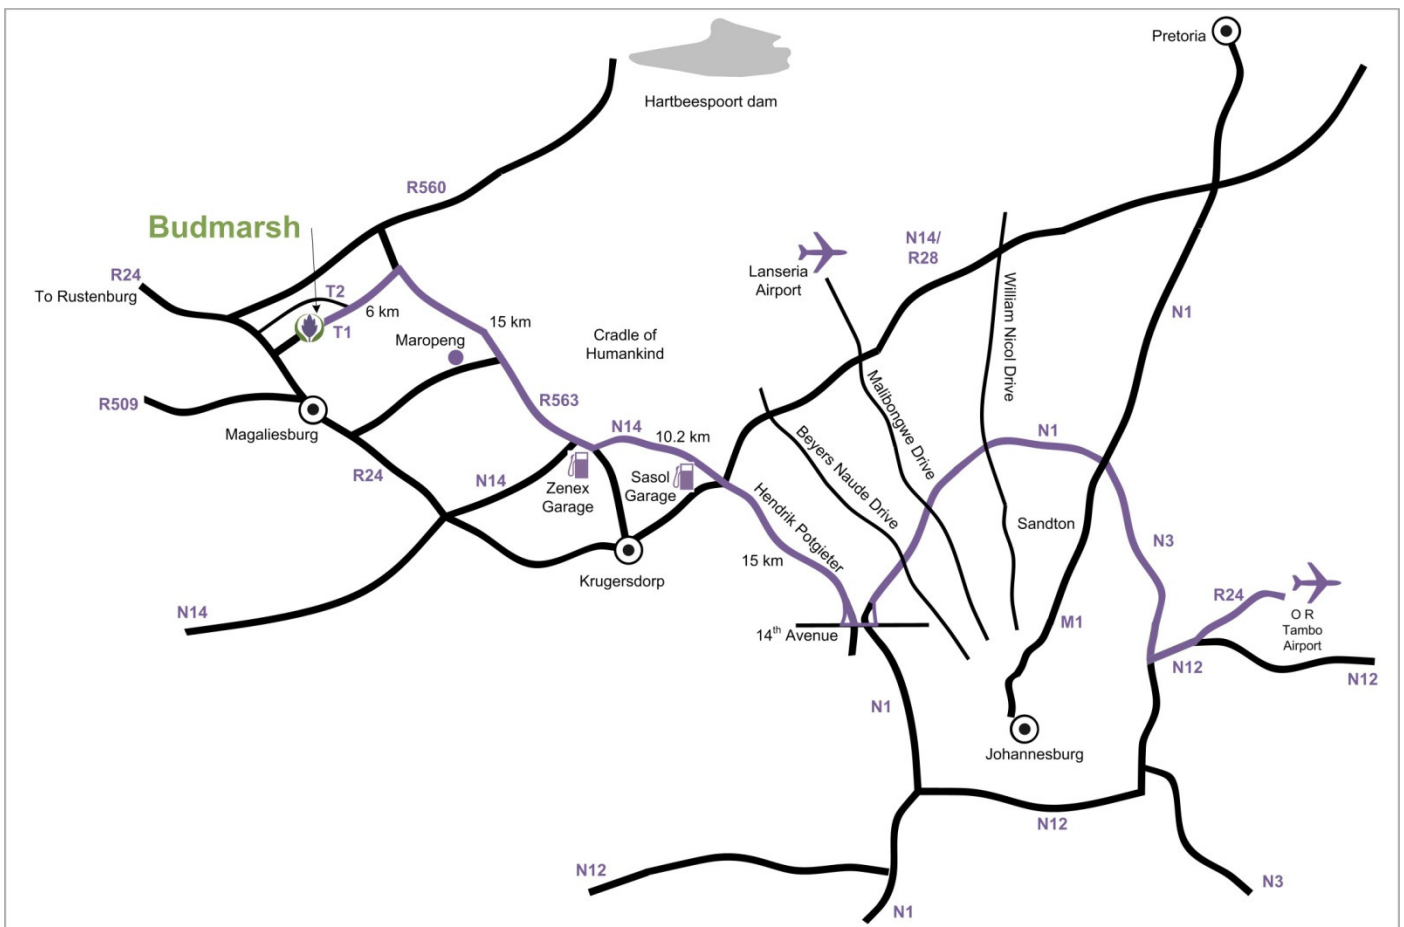 Pretoria
Hartbeespoort dam
R560
Budmarsh
N14/
R28
Lanseria
Airport
R24
To Rustenburg
T2
William Nicol Drive
N1
6 km
T1
15 km
Maropeng
Cradle of
Humankind
Malibongwe Drive
R509
R563
Beyers Naude Drive
N14
10.2 km
N1
Magaliesburg
R24
N14
Zenex
Garage
Sasol
Garage
Hendrik Potgieter
Sandton
N3
15 km
Krugersdorp
R24
N14
14th Avenue
M1
O R
Tambo
Airport
N12
N12
N1
Johannesburg
N12
N12
N3
N1